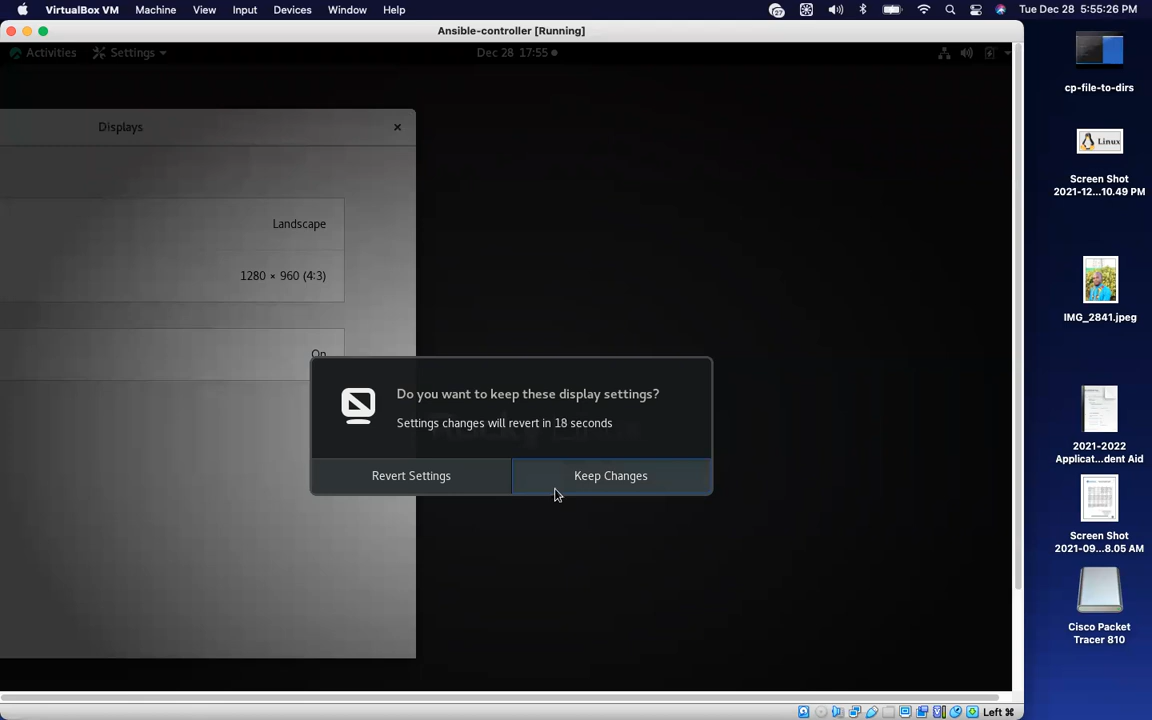 VirtualBox VM Machine View Input Devices Window Help
27
Tue Dec 28 5:55:26 PM
Ansible-controller [Running]
Activities Settings Dec 28 17:55
Displays ×
Landscape
1280 × 960 (4:3)
On
Do you want to keep these display settings?
Settings changes will revert in 18 seconds
Revert Settings Keep Changes
cp-file-to-dirs
Linux
Screen Shot
2021-12...10.49 PM
IMG_2841.jpeg
2021-2022
Applicat...dent Aid
Screen Shot
2021-09...8.05 AM
Cisco Packet
Tracer 810
Left ⌘